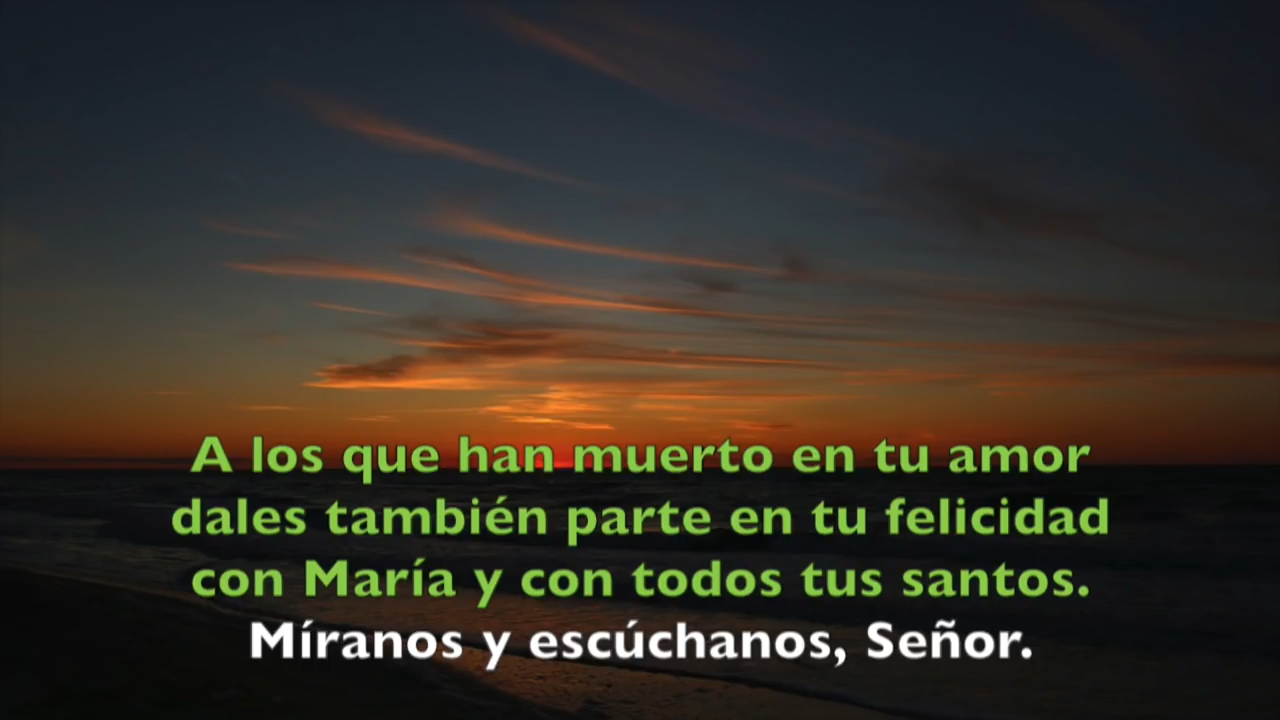 A los que han muerto en tu amor
dales también parte en tu felicidad
con María y con todos tus santos.
Míranos y escúchanos, Señor.